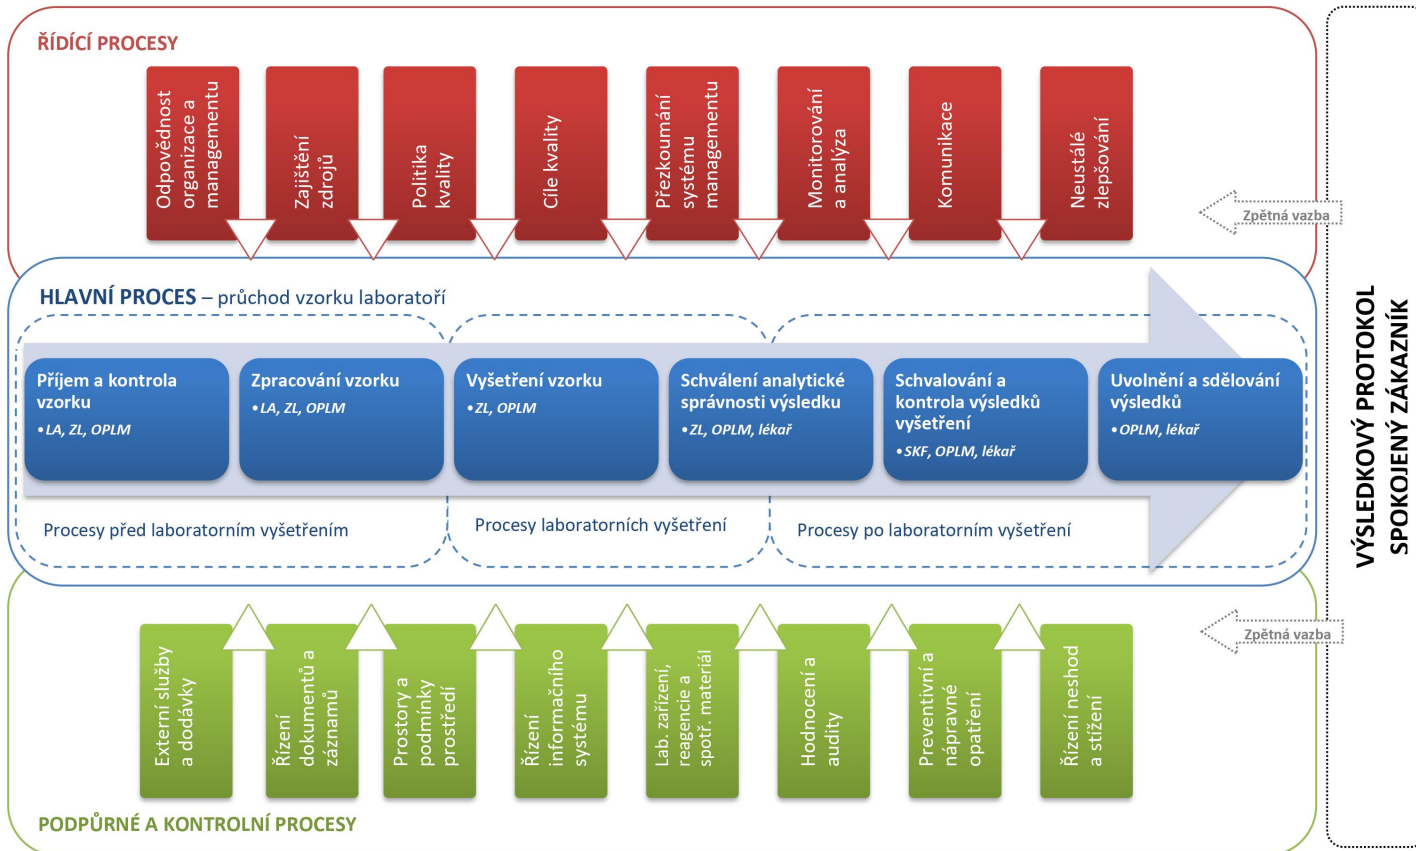 ŘÍDÍCÍ PROCESY
Odpovědnost
organizace a
managementu
Zajištění
zdrojů
Politika
kvality
Cíle kvality
Přezkoumání
systému
managementu
Monitorování
a analýza
Komunikace
Neustálé
zlepšování
Zpětná vazba
HLAVNÍ PROCES – průchod vzorku laboratoří
Příjem a kontrola
vzorku
•LA, ZL, OPLM
Zpracování vzorku
•LA, ZL, OPLM
Vyšetření vzorku
•ZL, OPLM
Schválení analytické
správnosti výsledku
•ZL, OPLM, lékař
Schvalování a
kontrola výsledků
vyšetření
•SKF, OPLM, lékař
Uvolnění a sdělování
výsledků
•OPLM, lékař
Procesy před laboratorním vyšetřením
Procesy laboratorních vyšetření
Procesy po laboratorním vyšetření
Externí služby
a dodávky
Řízení
dokumentů a
záznamů
Prostory a
podmínky
prostředí
Řízení
informačního
systému
Lab. zařízení,
reagencie a
spotř. materiál
Hodnocení a
audity
Preventivní a
nápravné
opatření
Řízení neshod
a stížení
Zpětná vazba
PODPŮRNÉ A KONTROLNÍ PROCESY
VÝSLEDKOVÝ PROTOKOL
SPOKOJENÝ ZÁKAZNÍK